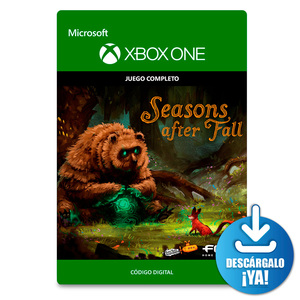 Microsoft
XBOX ONE
JUEGO COMPLETO
Seasons
after Fall
CÓDIGO DIGITAL
DESCÁRGALO
¡YA!